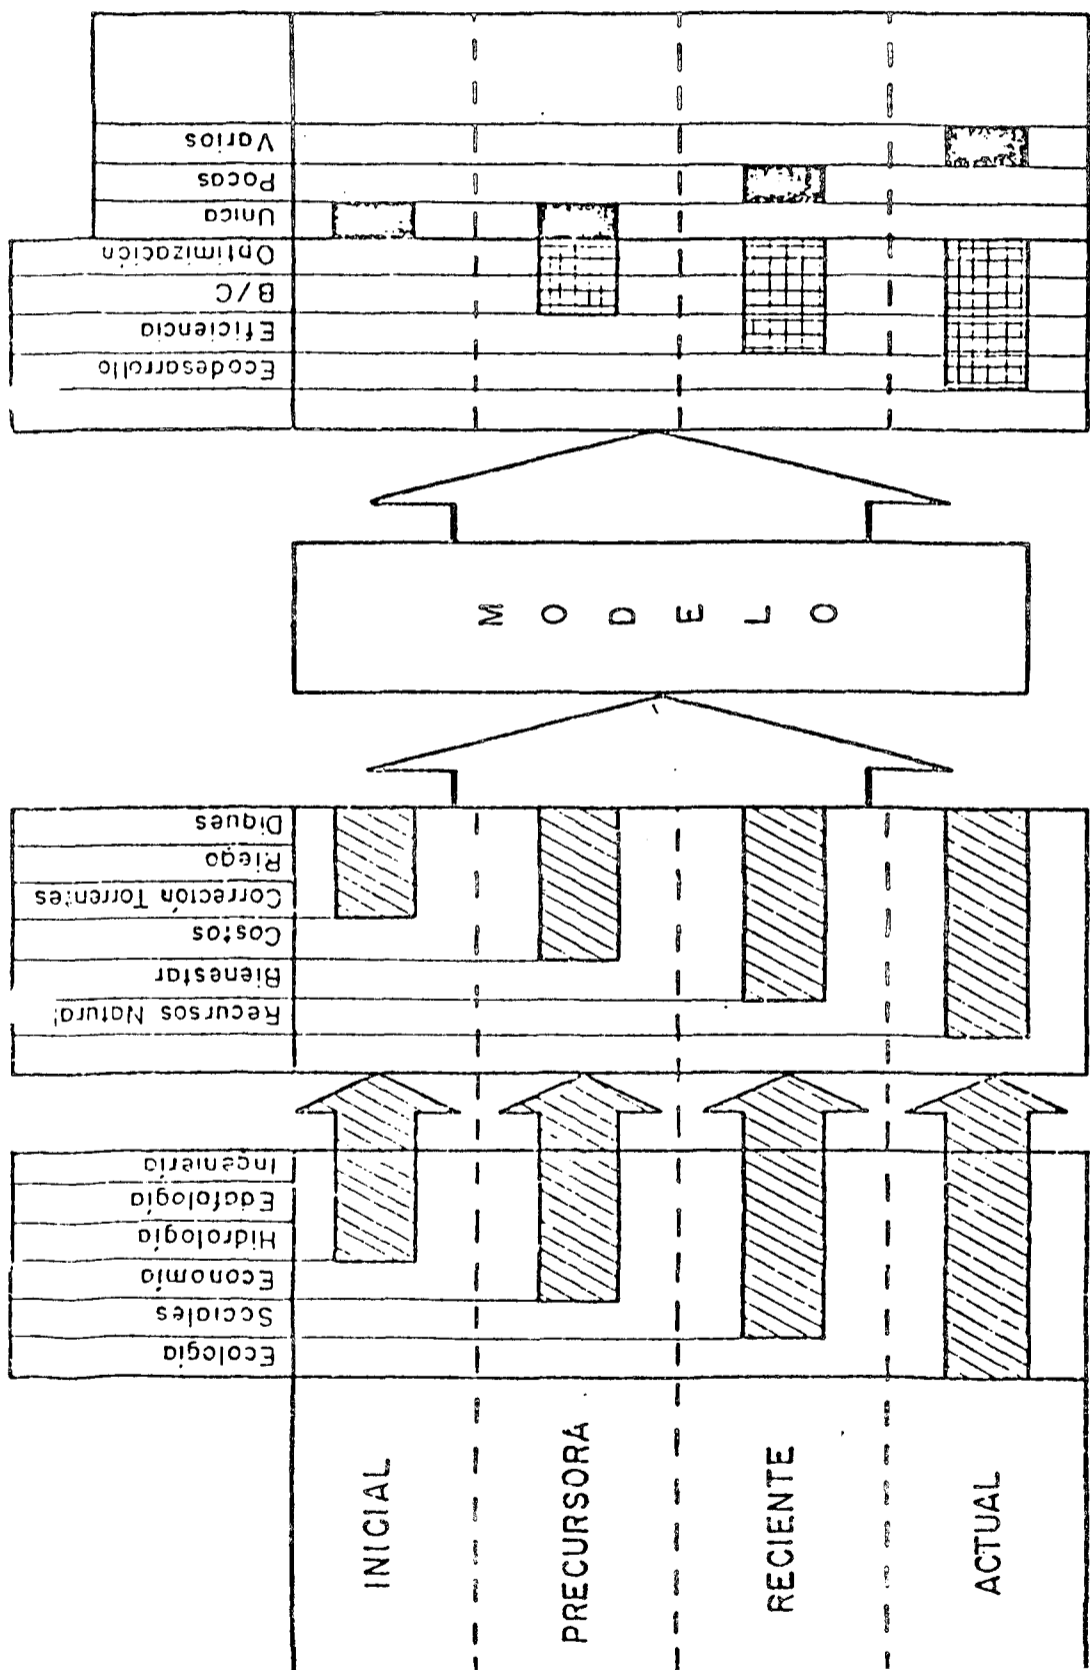 Varios
Pocas
Unica
Optimización
B/C
Eficiencia
Ecodesarrollo
MODELO
Diques
Riego
Correción Torrentes
Costos
Bienestar
Recursos Natural
Ingeniería
Edafología
Hidrología
Economía
Sociales
Ecología
INICIAL
PRECURSORA
RECIENTE
ACTUAL